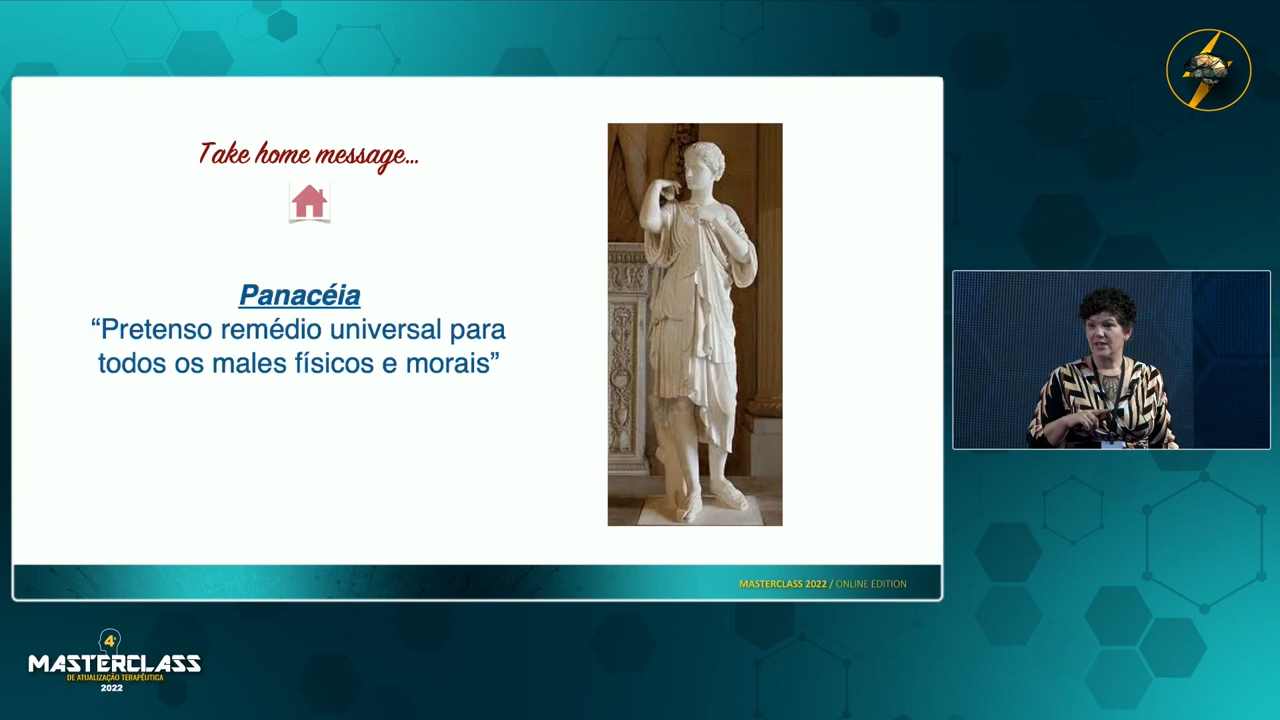 Take home message...
Panacéia
“Pretenso remédio universal para
todos os males físicos e morais”
MASTERCLASS 2022 / ONLINE EDITION
4ª
MASTERCLASS
DE ATUALIZAÇÃO TERAPÊUTICA
2022